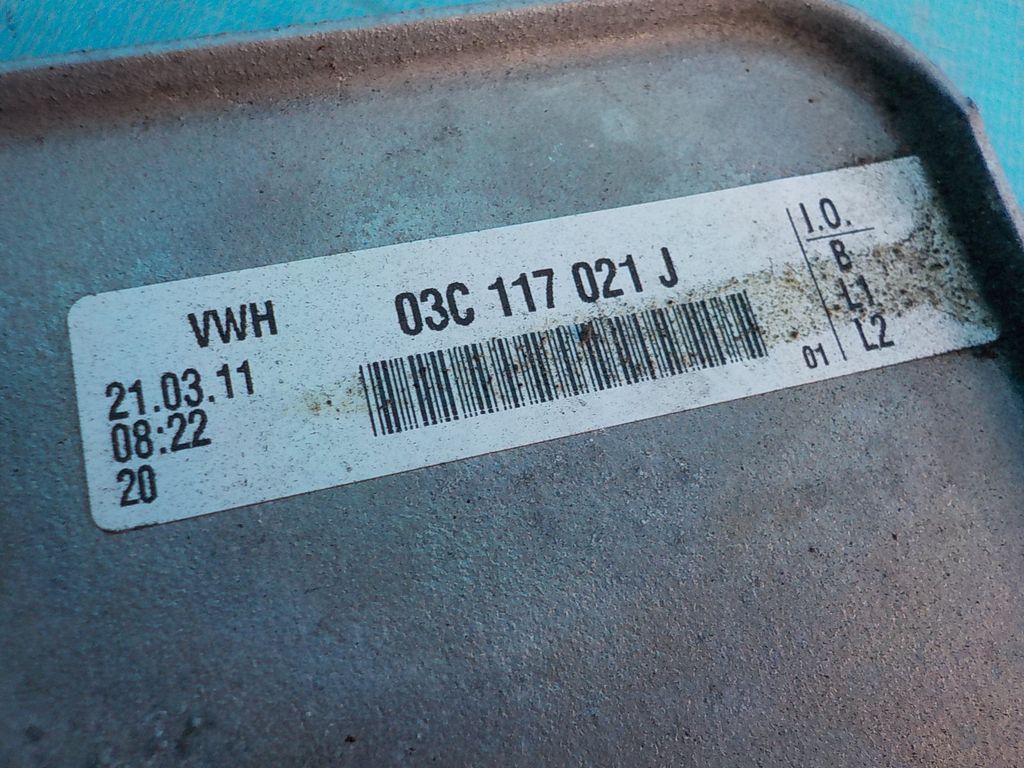 VWH 03C 117 021 J
21.03.11
08:22
20
I.O.
B
L1
L2
01